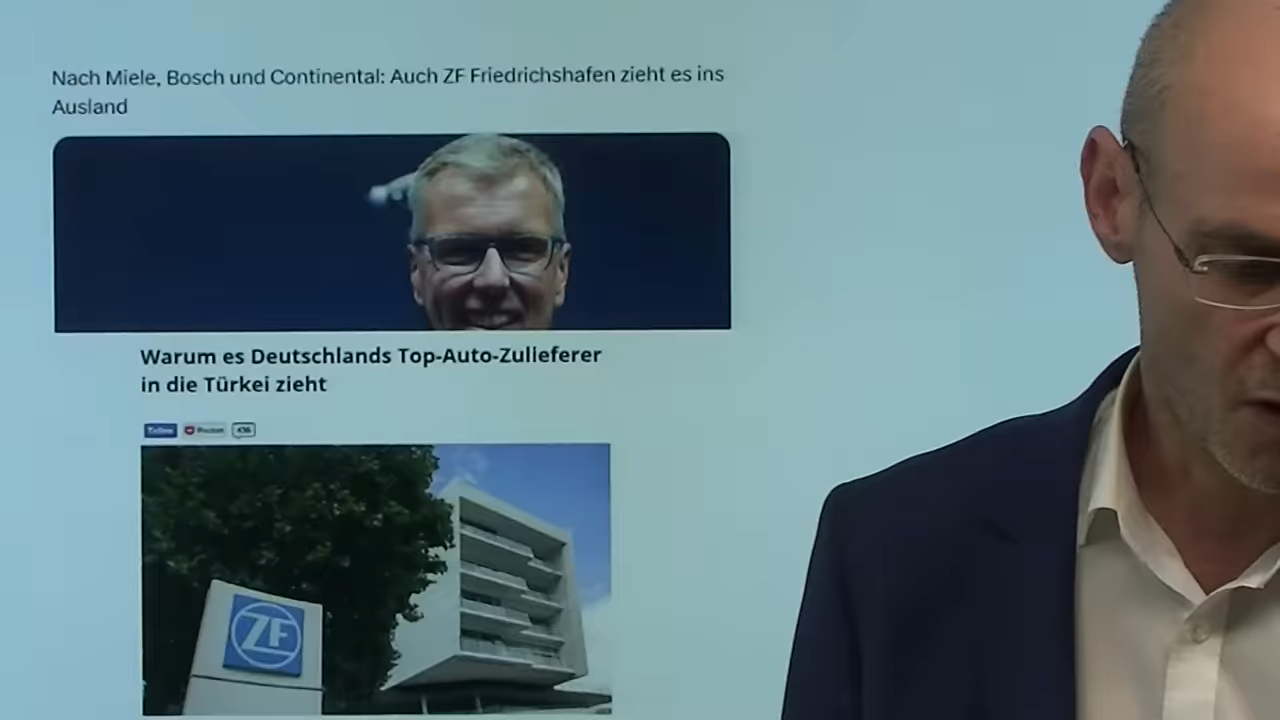 Nach Miele, Bosch und Continental: Auch ZF Friedrichshafen zieht es ins
Ausland
Warum es Deutschlands Top-Auto-Zulieferer
in die Türkei zieht
ZF